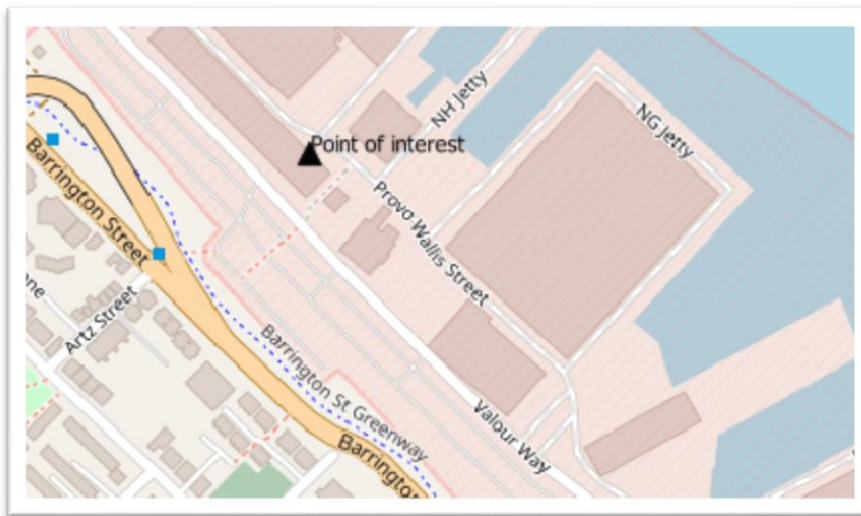 NH Jetty
NG Jetty
Point of interest
Barrington Street
Provo Wallis Street
one
Artz Street
Barrington St Greenway
Valour Way
Barringto